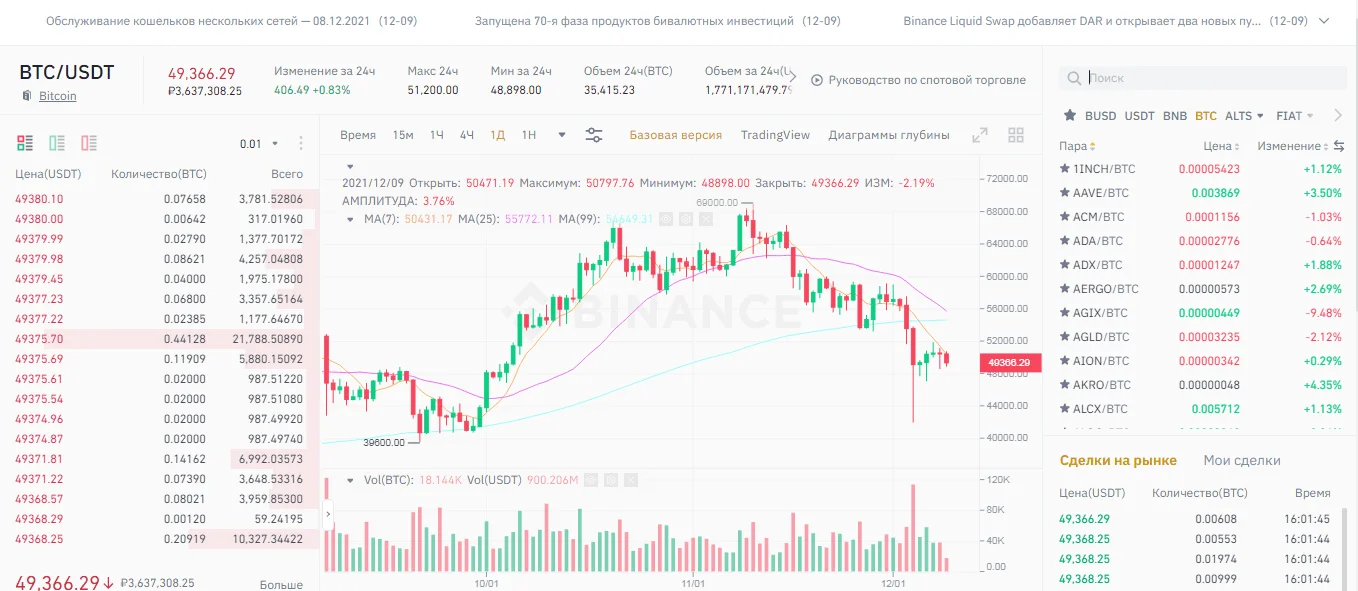 Обслуживание кошельков нескольких сетей — 08.12.2021 (12-09) Запущена 70-я фаза продуктов бивалютных инвестиций (12-09) Binance Liquid Swap добавляет DAR и открывает два новых пу... (12-09)
BTC/USDT
Bitcoin
49,366.29
₽3,637,308.25
Изменение за 24ч
406.49 +0.83%
Макс 24ч
51,200.00
Мин за 24ч
48,898.00
Объем 24ч(BTC)
35,415.23
Объем за 24ч(U
1,771,171,479.79
Руководство по спотовой торговле
0.01
Цена(USDT) Количество(BTC) Всего
49380.10 0.07658 3,781.52806
49380.00 0.00642 317.01960
49379.99 0.02790 1,377.70172
49379.98 0.08621 4,257.04808
49379.45 0.04000 1,975.17800
49377.23 0.06800 3,357.65164
49377.22 0.02385 1,177.64670
49375.70 0.44128 21,788.50890
49375.69 0.11909 5,880.15092
49375.61 0.02000 987.51220
49375.54 0.02000 987.51080
49374.96 0.02000 987.49920
49374.87 0.02000 987.49740
49371.81 0.14162 6,992.03573
49371.22 0.07390 3,648.53316
49368.57 0.08021 3,959.85300
49368.29 0.00120 59.24195
49368.25 0.20919 10,327.34422
49,366.29 ₽3,637,308.25 Больше
Время 15м 1Ч 4Ч 1Д 1Н Базовая версия TradingView Диаграммы глубины
2021/12/09 Открыть: 50471.19 Максимум: 50797.76 Минимум: 48898.00 Закрыть: 49366.29 ИЗМ: -2.19%
АМПЛИТУДА: 3.76%
MA(7): 50431.17 MA(25): 55772.11 MA(99): 54649.31
69000.00
39600.00
BINANCE
72000.00
68000.00
64000.00
60000.00
56000.00
52000.00
49366.29
48000.00
44000.00
40000.00
Vol(BTC): 18.144K Vol(USDT) 900.206M
120K
80K
40K
0.00
10/01 11/01 12/01
Поиск
BUSD USDT BNB BTC ALTS FIAT
Пара Цена Изменение
1INCH/BTC 0.00005423 +1.12%
AAVE/BTC 0.003869 +3.50%
ACM/BTC 0.0001156 -1.03%
ADA/BTC 0.00002776 -0.64%
ADX/BTC 0.00001247 +1.88%
AERGO/BTC 0.00000573 +2.69%
AGIX/BTC 0.00000449 -9.48%
AGLD/BTC 0.00003235 -2.12%
AION/BTC 0.00000342 +0.29%
AKRO/BTC 0.00000048 +4.35%
ALCX/BTC 0.005712 +1.13%
Сделки на рынке Мои сделки
Цена(USDT) Количество(BTC) Время
49,366.29 0.00608 16:01:45
49,368.25 0.00553 16:01:44
49,368.25 0.01974 16:01:44
49,368.25 0.00999 16:01:44